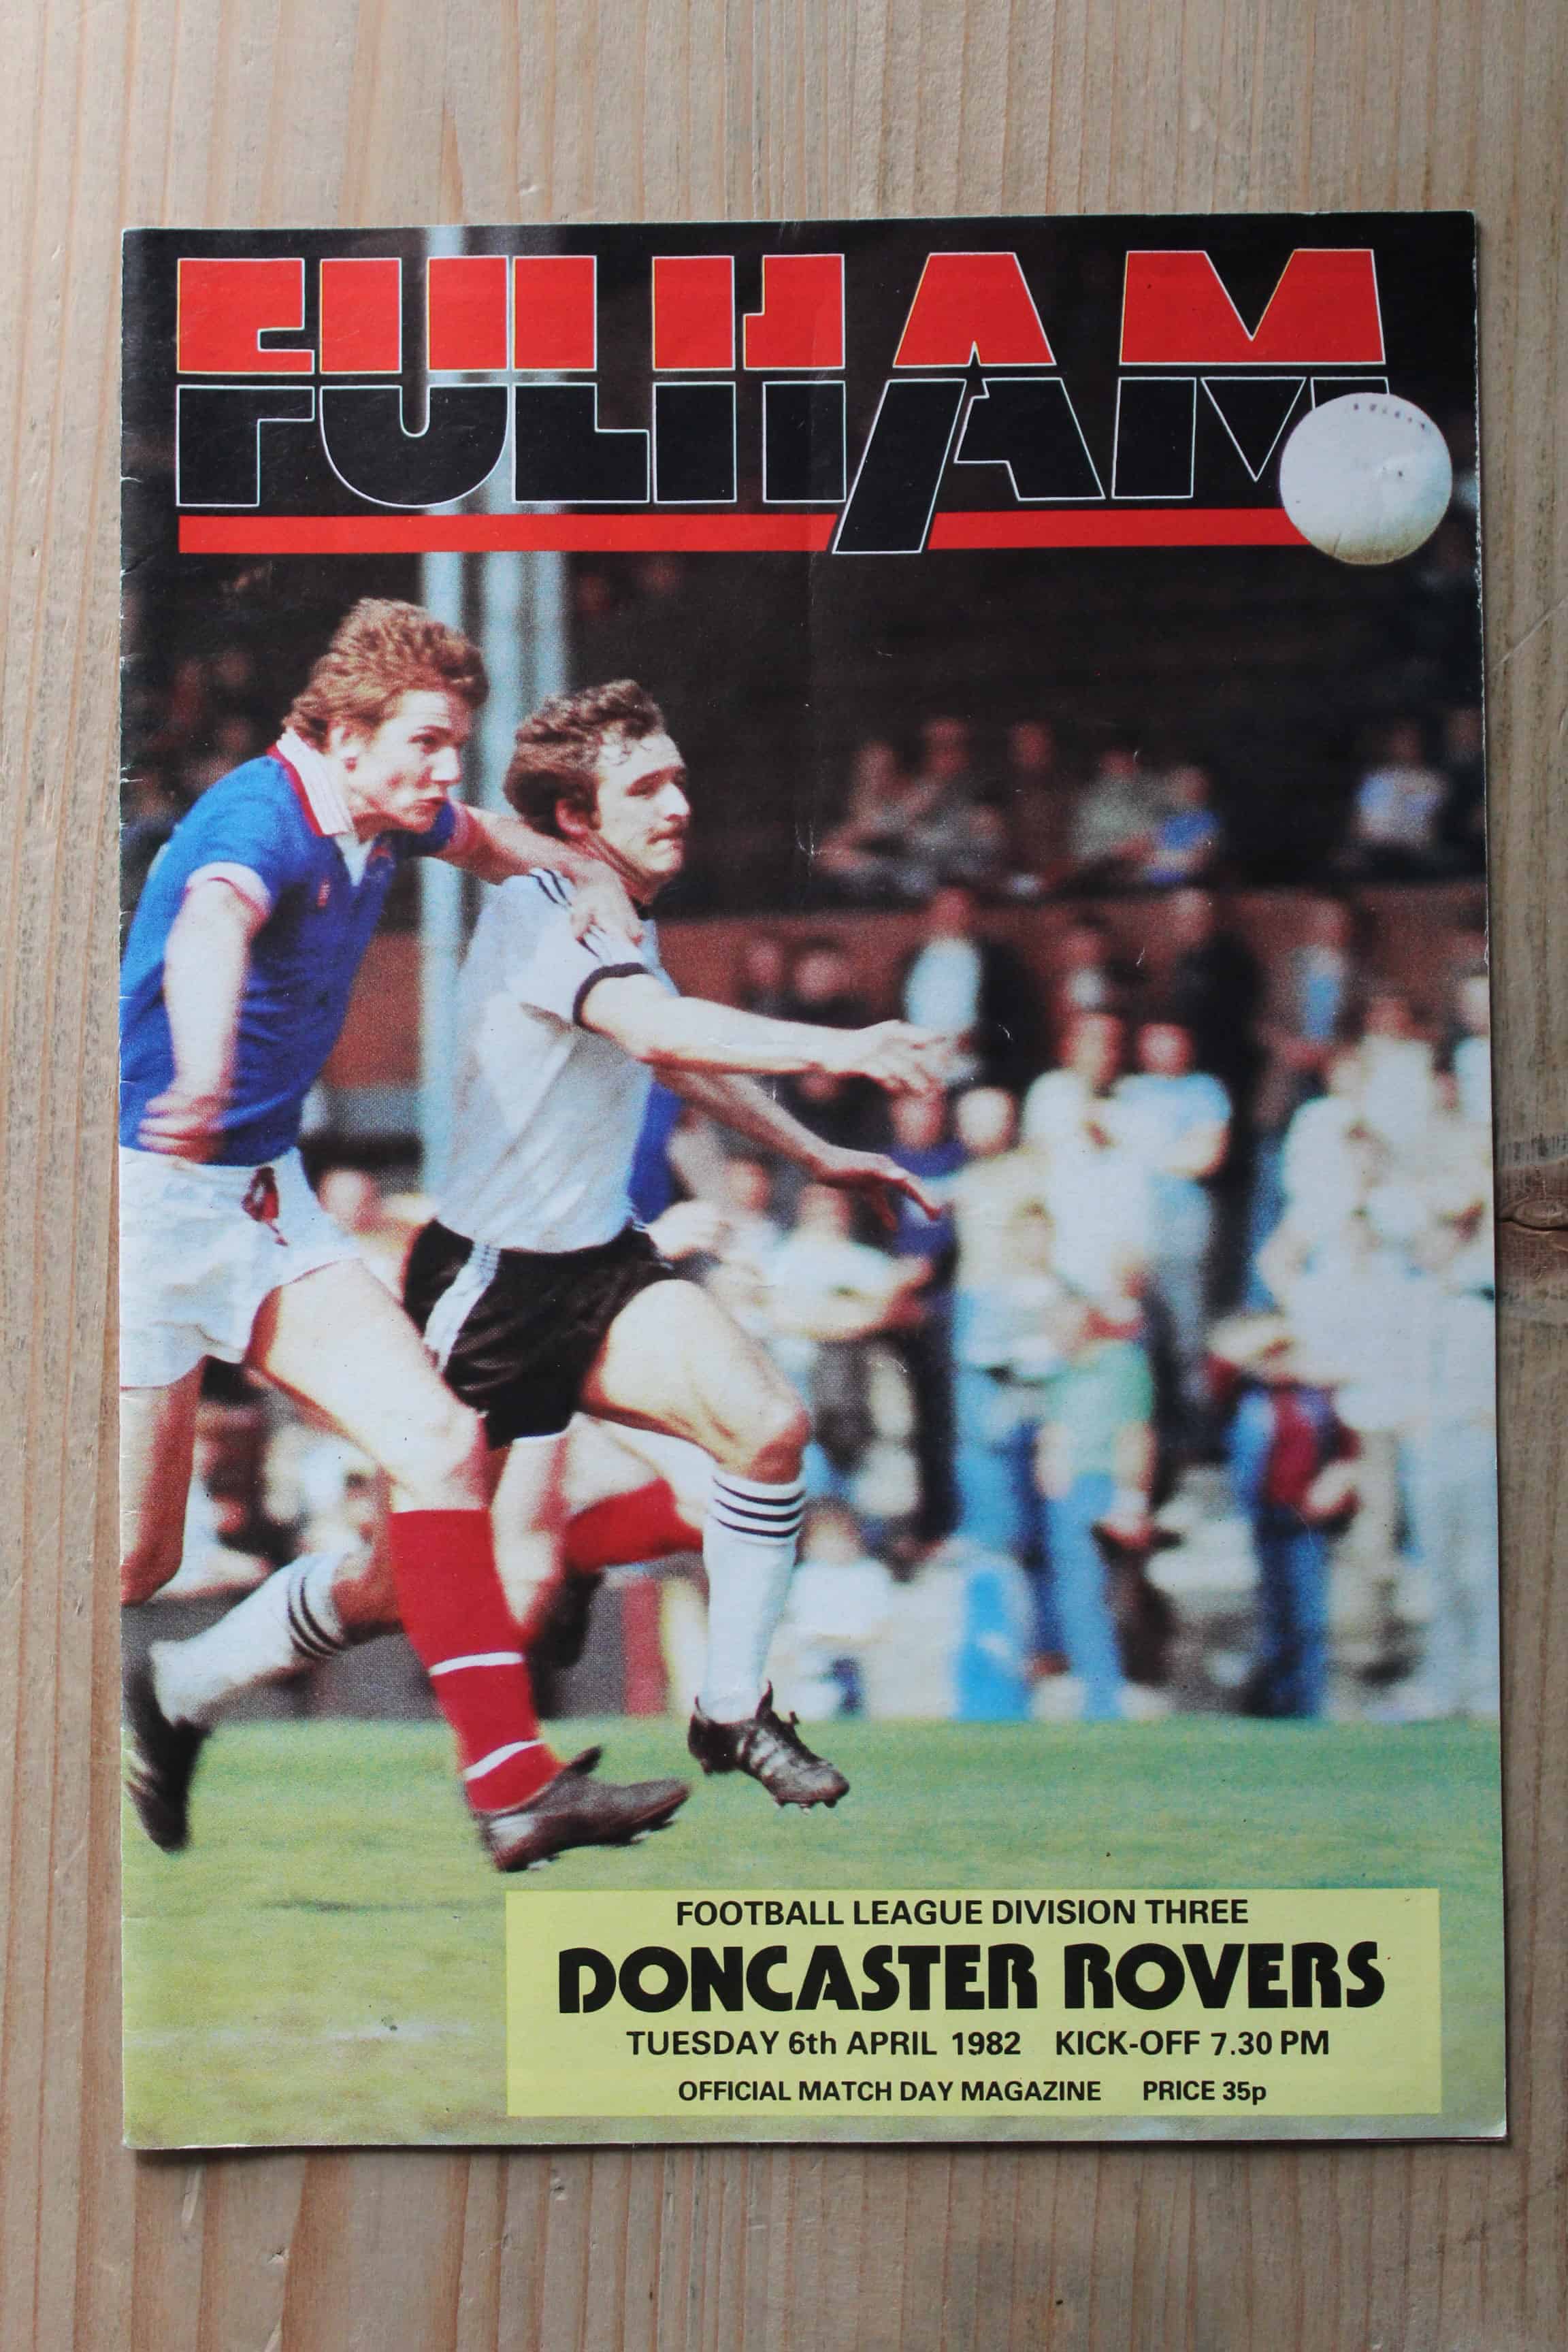 FULHAM
FOOTBALL LEAGUE DIVISION THREE
DONCASTER ROVERS
TUESDAY 6th APRIL 1982 KICK-OFF 7.30 PM
OFFICIAL MATCH DAY MAGAZINE PRICE 35p